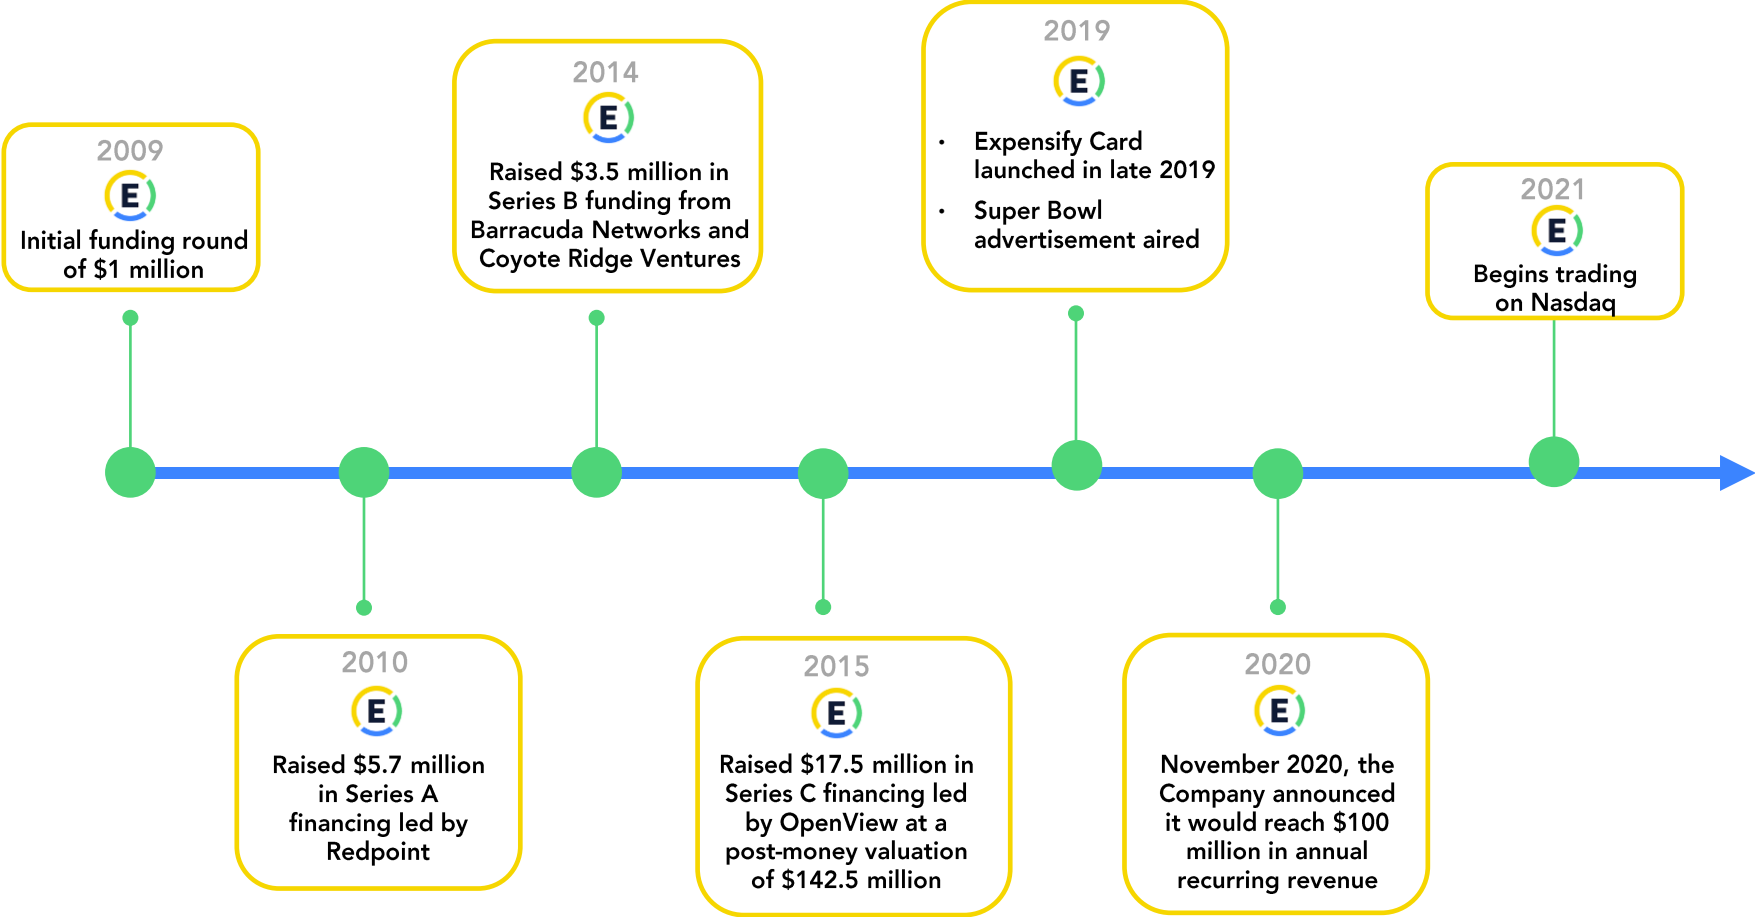 2009
E
Initial funding round
of $1 million
2010
E
Raised $5.7 million
in Series A
financing led by
Redpoint
2014
E
Raised $3.5 million in
Series B funding from
Barracuda Networks and
Coyote Ridge Ventures
2015
E
Raised $17.5 million in
Series C financing led
by OpenView at a
post-money valuation
of $142.5 million
2019
E
• Expensify Card
launched in late 2019
• Super Bowl
advertisement aired
2020
E
November 2020, the
Company announced
it would reach $100
million in annual
recurring revenue
2021
E
Begins trading
on Nasdaq